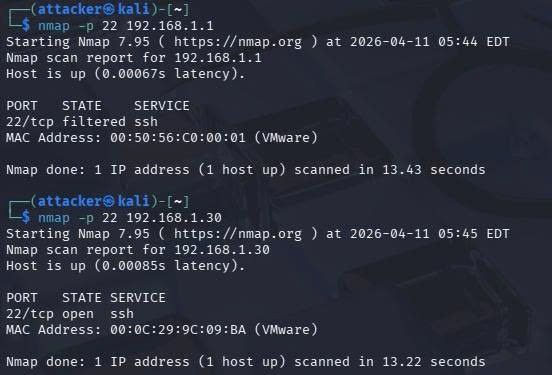 ┌──(attacker㉿kali)-[~]
└─$ nmap -p 22 192.168.1.1
Starting Nmap 7.95 ( https://nmap.org ) at 2026-04-11 05:44 EDT
Nmap scan report for 192.168.1.1
Host is up (0.00067s latency).

PORT   STATE    SERVICE
22/tcp filtered ssh
MAC Address: 00:50:56:C0:00:01 (VMware)

Nmap done: 1 IP address (1 host up) scanned in 13.43 seconds

┌──(attacker㉿kali)-[~]
└─$ nmap -p 22 192.168.1.30
Starting Nmap 7.95 ( https://nmap.org ) at 2026-04-11 05:45 EDT
Nmap scan report for 192.168.1.30
Host is up (0.00085s latency).

PORT   STATE SERVICE
22/tcp open  ssh
MAC Address: 00:0C:29:9C:09:BA (VMware)

Nmap done: 1 IP address (1 host up) scanned in 13.22 seconds